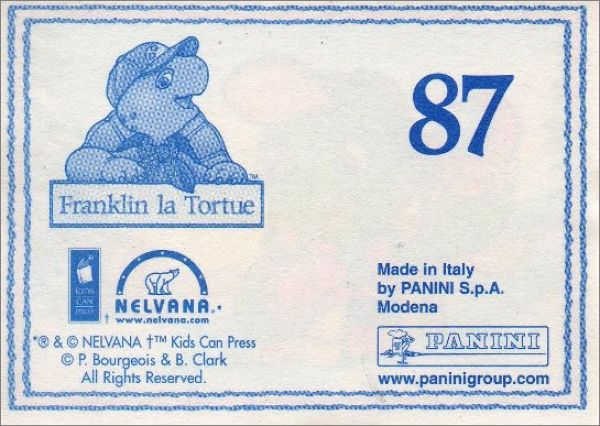 87
TM
Franklin la Tortue
KIDS CAN PRESS
†
NELVANA®*
www.nelvana.com
*® & © NELVANA †™ Kids Can Press
© P. Bourgeois & B. Clark
All Rights Reserved.
Made in Italy
by PANINI S.p.A.
Modena
PANINI
www.paninigroup.com